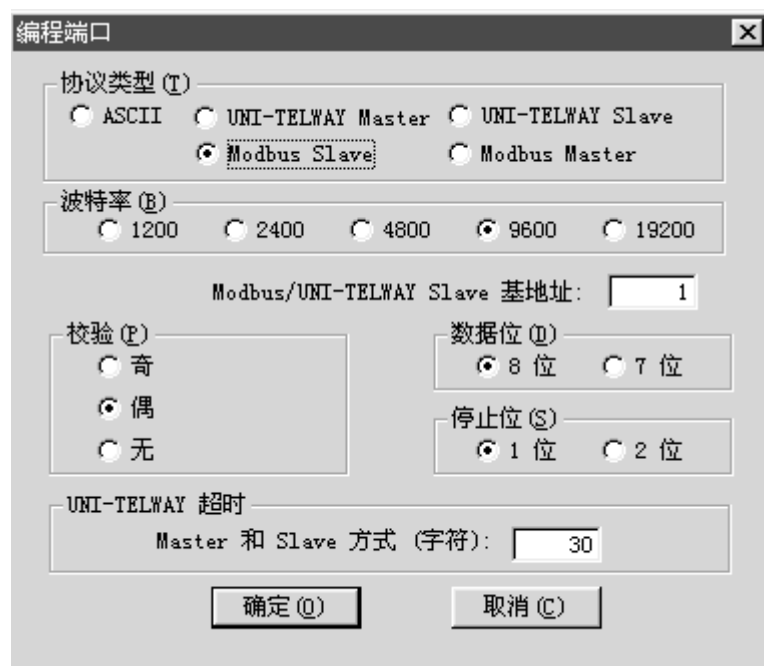 编程端口
协议类型(T)
ASCII UNI-TELWAY Master UNI-TELWAY Slave
Modbus Slave Modbus Master
波特率(B)
1200 2400 4800 9600 19200
Modbus/UNI-TELWAY Slave 基地址: 1
校验(P)
奇
偶
无
数据位(D)
8 位 7 位
停止位(S)
1 位 2 位
UNI-TELWAY 超时
Master 和 Slave 方式 (字符): 30
确定(O) 取消(C)